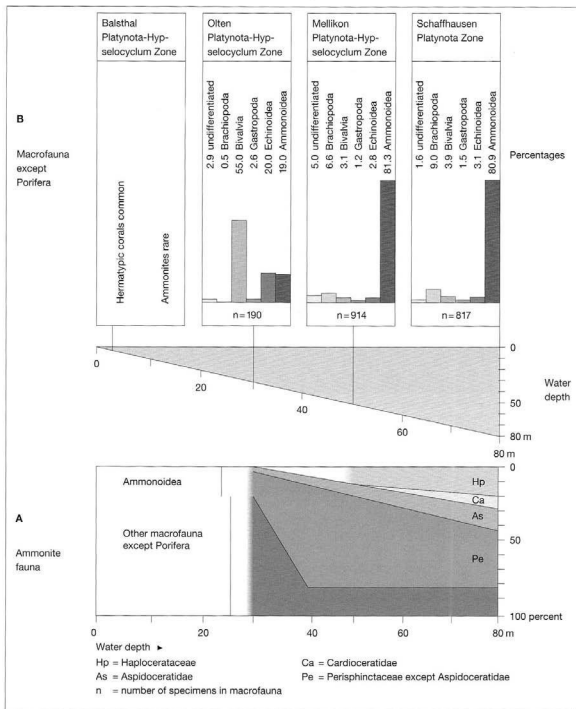 Balsthal
Platynota-Hyp-
selocyclum Zone
Olten
Platynota-Hyp-
selocyclum Zone
Mellikon
Platynota-Hyp-
selocyclum Zone
Schaffhausen
Platynota Zone
B
Macrofauna
except
Porifera
Hermatypic corals common
Ammonites rare
2.9 undifferentiated
0.5 Brachiopoda
55.0 Bivalvia
2.6 Gastropoda
20.0 Echinoidea
19.0 Ammonoidea
n=190
5.0 undifferentiated
6.6 Brachiopoda
3.1 Bivalvia
1.2 Gastropoda
2.8 Echinoidea
81.3 Ammonoidea
n=914
1.6 undifferentiated
9.0 Brachiopoda
3.9 Bivalvia
1.5 Gastropoda
3.1 Echinoidea
80.9 Ammonoidea
n=817
Percentages
0
20
40
60
80 m
0
50
80 m
Water
depth
A
Ammonite
fauna
Ammonoidea
Other macrofauna
except Porifera
Hp
Ca
As
Pe
0
50
100 percent
0
20
40
60
80 m
Water depth ►
Hp = Haplocerataceae
Ca = Cardioceratidae
As = Aspidoceratidae
Pe = Perisphinctaceae except Aspidoceratidae
n = number of specimens in macrofauna